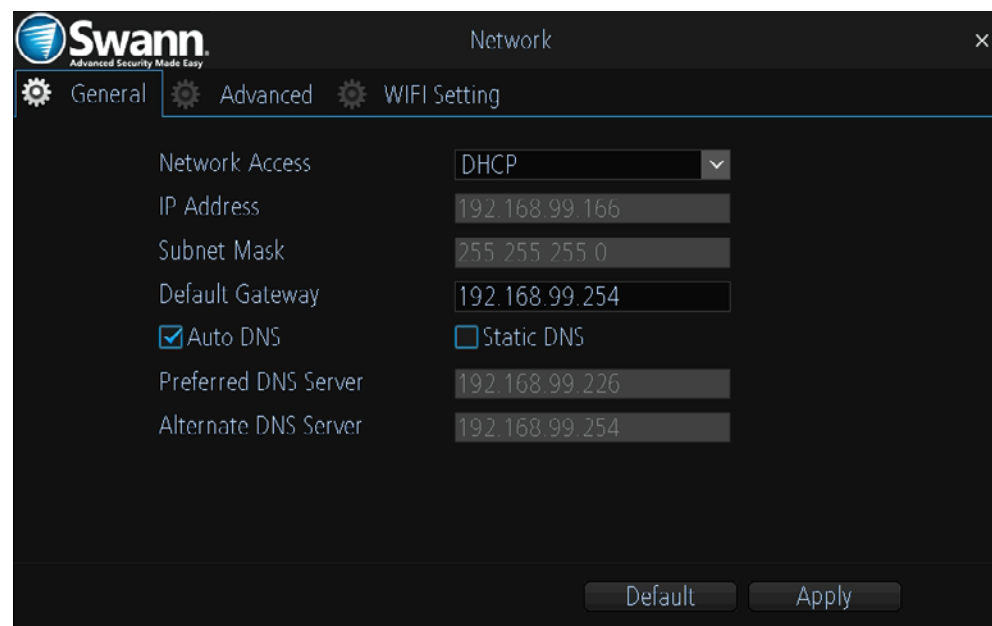 Swann.
Advanced Security Made Easy
Network
×
General Advanced WIFI Setting
Network Access DHCP
IP Address 192.168.99.166
Subnet Mask 255 255 255 0
Default Gateway 192.168.99.254
Auto DNS Static DNS
Preferred DNS Server 192.168.99.226
Alternate DNS Server 192.168.99.254
Default Apply